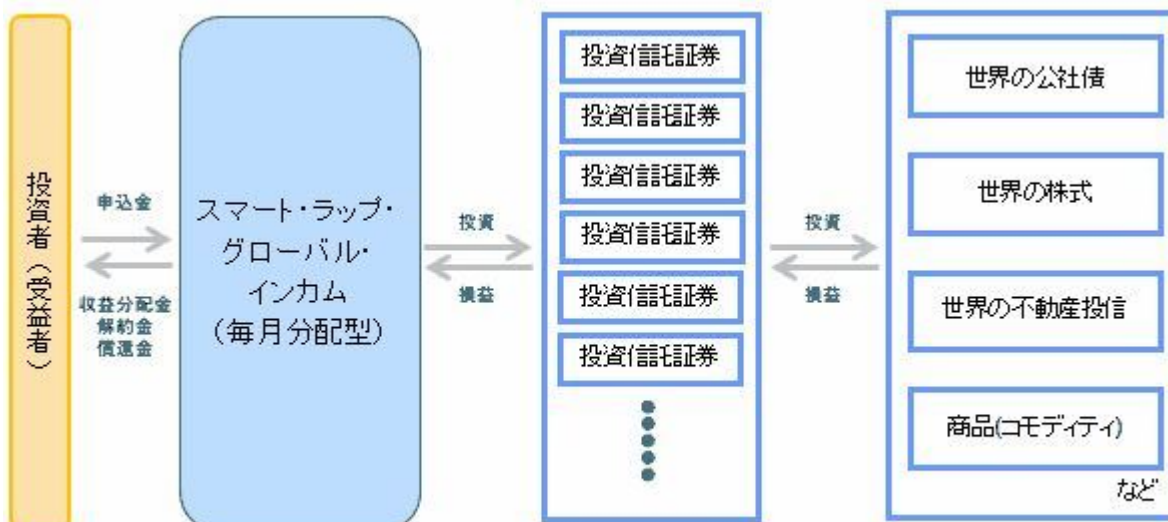 投資者（受益者）
申込金
収益分配金
解約金
償還金
スマート・ラップ・
グローバル・
インカム
（毎月分配型）
投資
損益
投資信託証券
投資信託証券
投資信託証券
投資信託証券
投資信託証券
投資信託証券
投資
損益
世界の公社債
世界の株式
世界の不動産投信
商品(コモディティ)
など